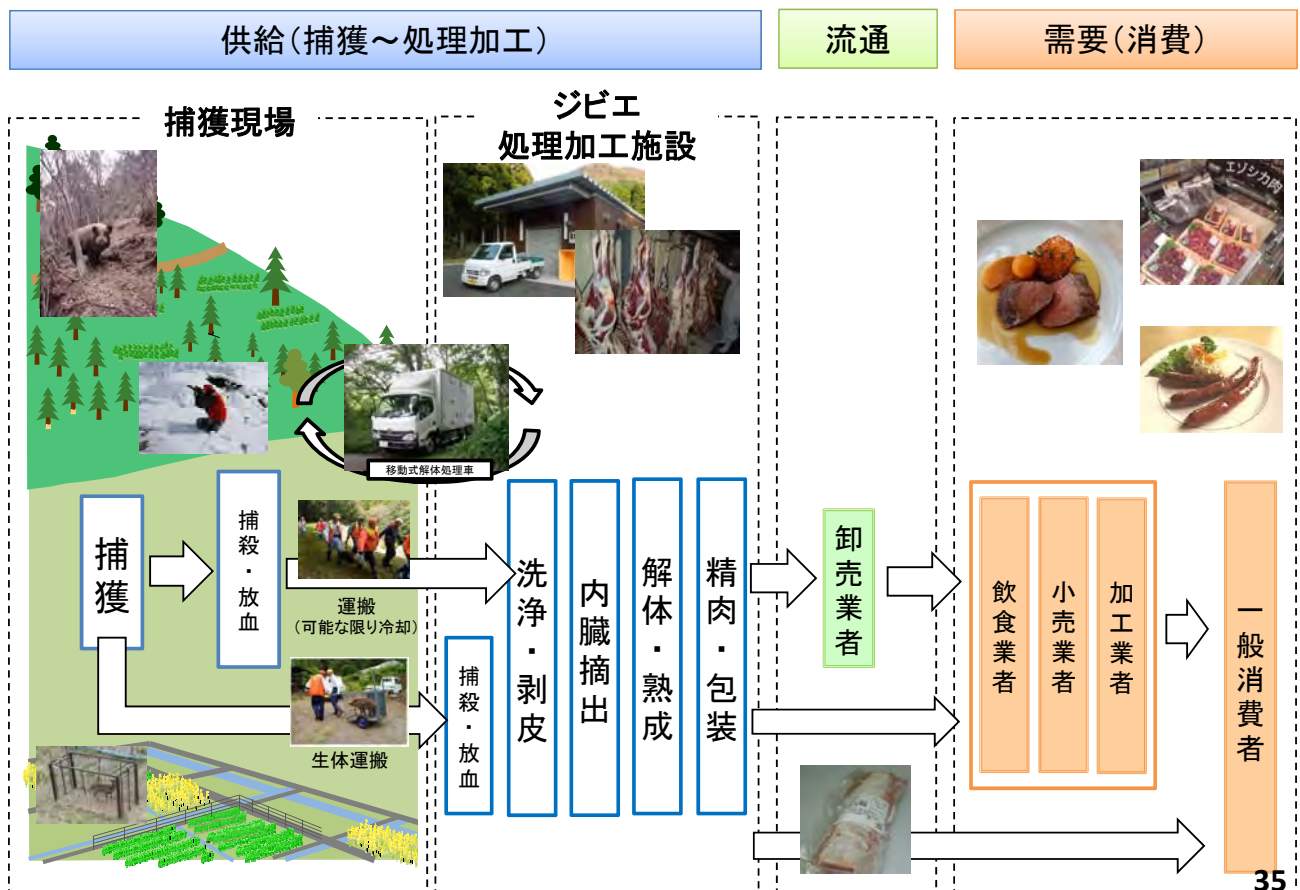 供給(捕獲～処理加工)
流通
需要(消費)
捕獲現場
ジビエ
処理加工施設
エゾシカ肉
移動式解体処理車
捕獲
捕殺・放血
運搬
(可能な限り冷却)
生体運搬
捕殺・放血
洗浄・剥皮
内臓摘出
解体・熟成
精肉・包装
卸売業者
飲食業者
小売業者
加工業者
一般消費者
35